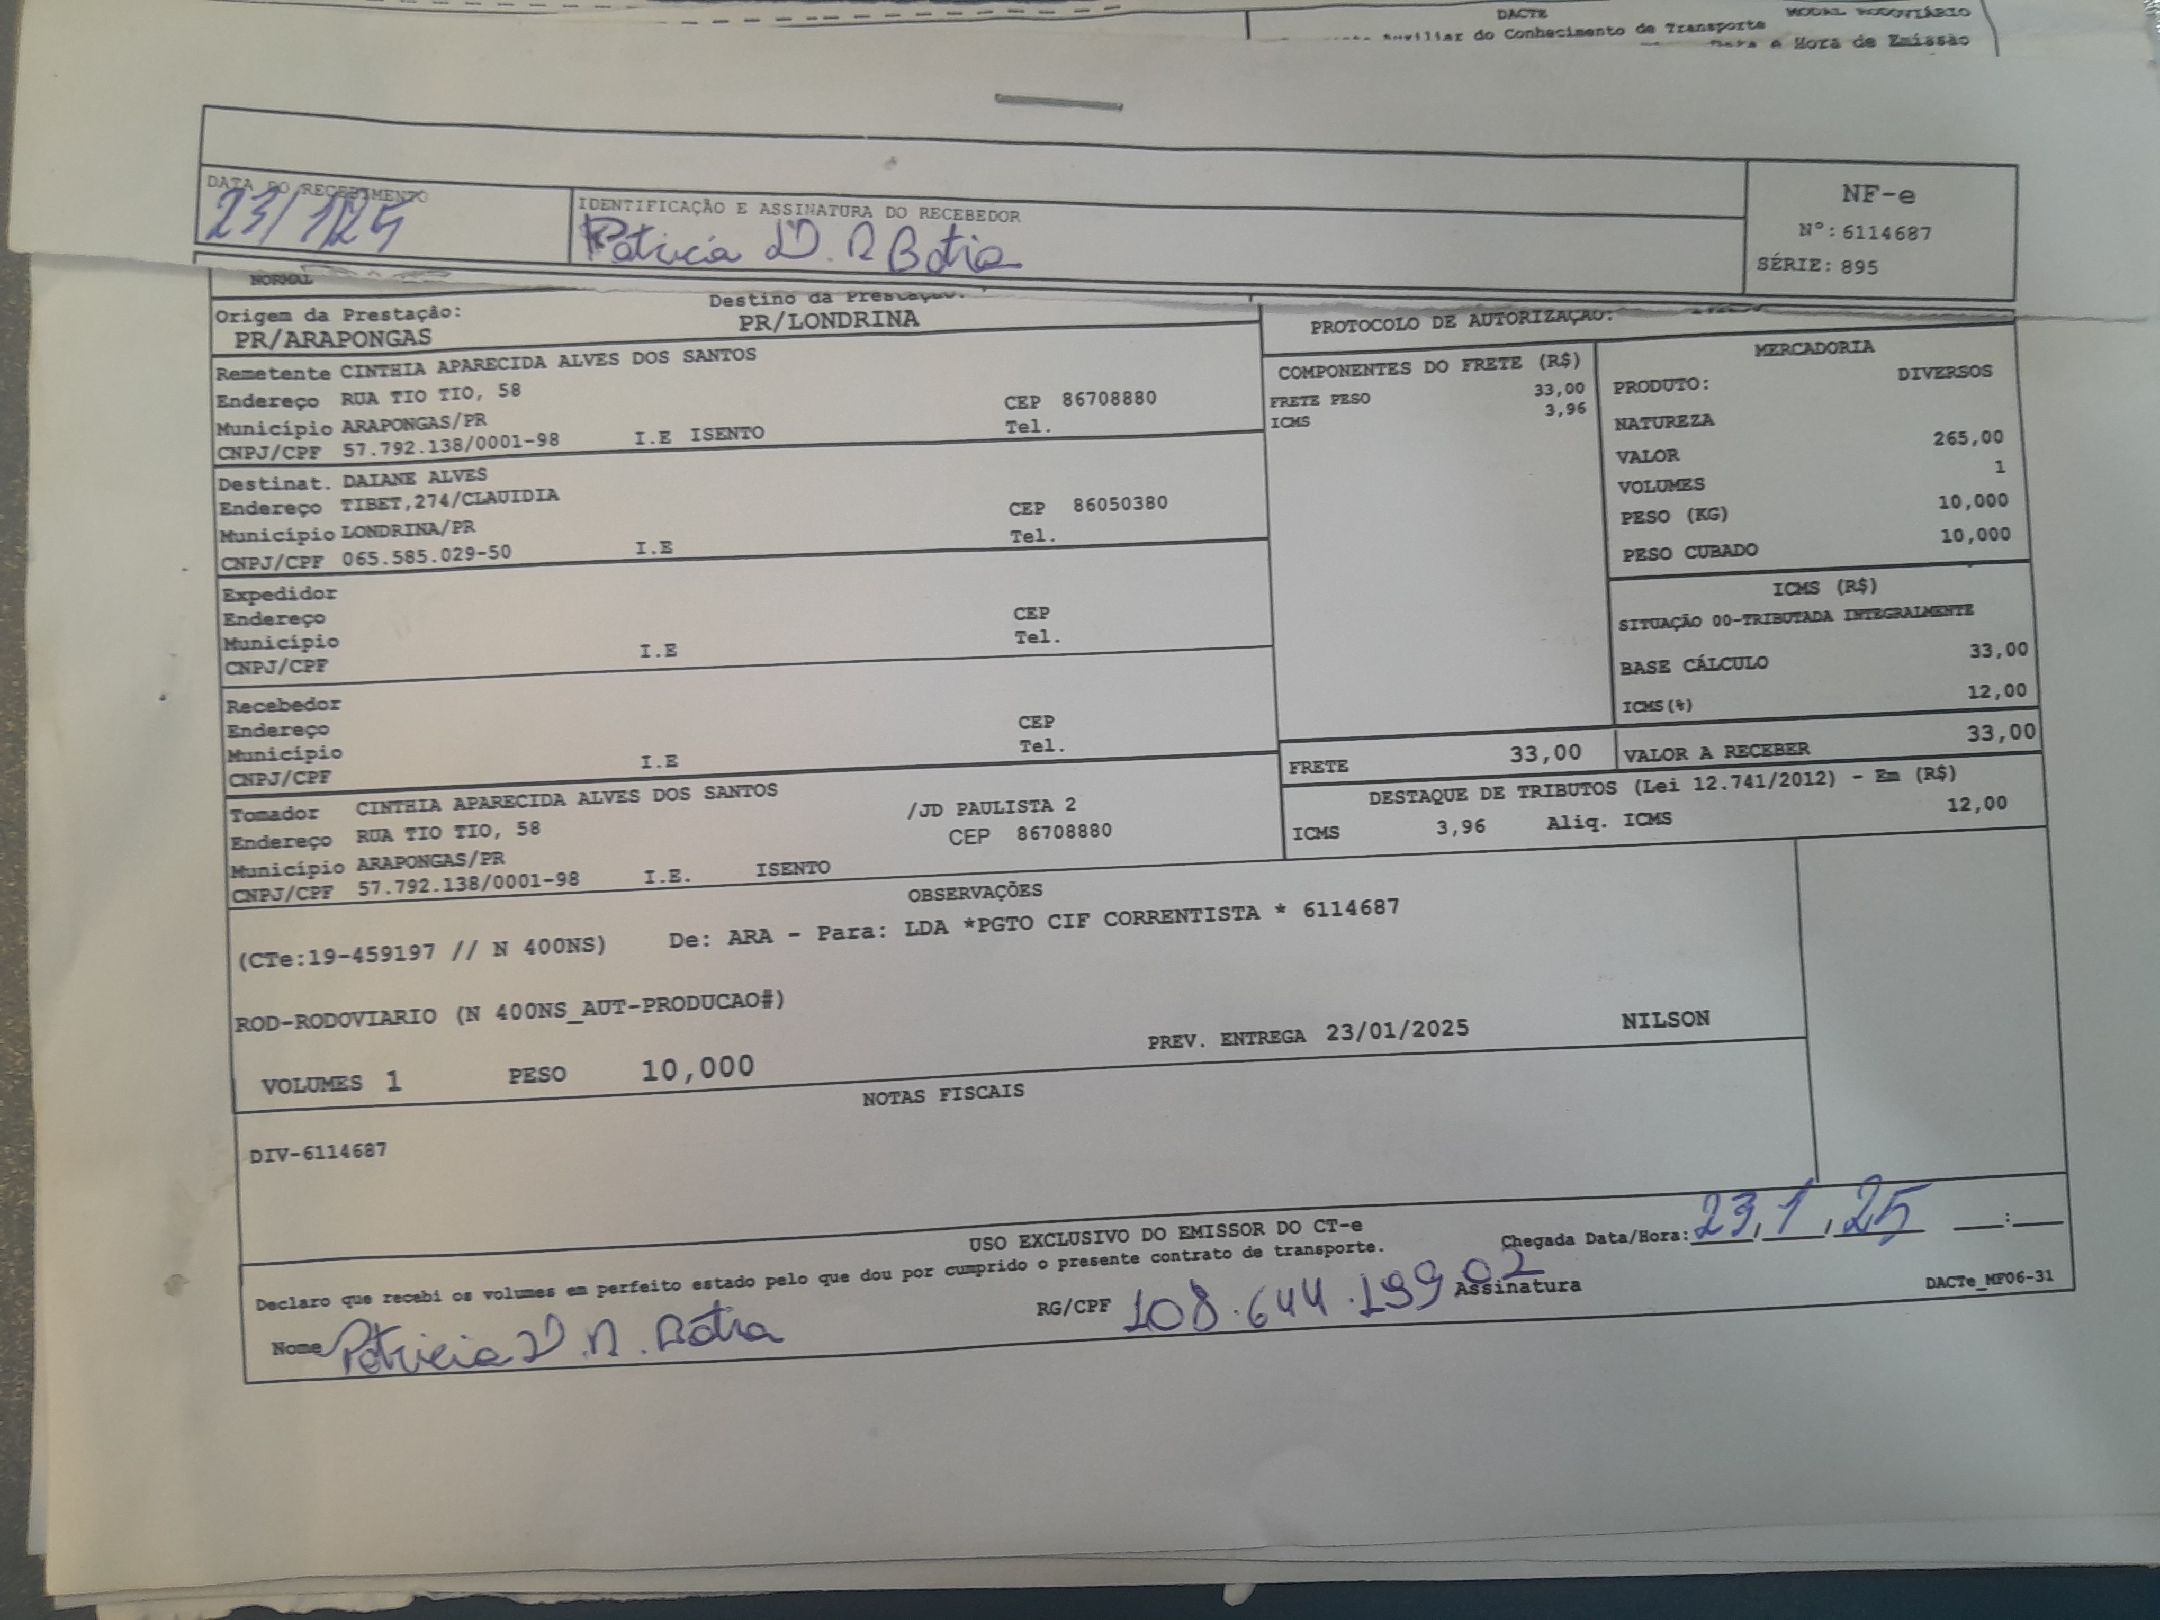 DACTE MODAL RODOVIÁRIO
Auxiliar do Conhecimento de Transporte
Data e Hora de Emissão
DATA DO RECEBIMENTO
23/1/25
IDENTIFICAÇÃO E ASSINATURA DO RECEBEDOR
Patricia D. R Botia
NF-e
Nº: 6114687
SÉRIE: 895
NORMAL
Origem da Prestação: Destino da Prestação:
PR/ARAPONGAS PR/LONDRINA
PROTOCOLO DE AUTORIZAÇÃO:
Remetente CINTHIA APARECIDA ALVES DOS SANTOS
Endereço RUA TIO TIO, 58 CEP 86708880
Município ARAPONGAS/PR Tel.
CNPJ/CPF 57.792.138/0001-98 I.E ISENTO
Destinat. DAIANE ALVES
Endereço TIBET,274/CLAUIDIA CEP 86050380
Município LONDRINA/PR Tel.
CNPJ/CPF 065.585.029-50 I.E
Expedidor
Endereço CEP
Município Tel.
CNPJ/CPF I.E
Recebedor
Endereço CEP
Município Tel.
CNPJ/CPF I.E
Tomador CINTHIA APARECIDA ALVES DOS SANTOS
Endereço RUA TIO TIO, 58 /JD PAULISTA 2
Município ARAPONGAS/PR CEP 86708880
CNPJ/CPF 57.792.138/0001-98 I.E. ISENTO
COMPONENTES DO FRETE (R$)
FRETE PESO 33,00
ICMS 3,96
MERCADORIA
PRODUTO: DIVERSOS
NATUREZA
VALOR 265,00
VOLUMES 1
PESO (KG) 10,000
PESO CUBADO 10,000
ICMS (R$)
SITUAÇÃO 00-TRIBUTADA INTEGRALMENTE
BASE CÁLCULO 33,00
ICMS(%) 12,00
FRETE 33,00 VALOR A RECEBER 33,00
DESTAQUE DE TRIBUTOS (Lei 12.741/2012) - Em (R$)
ICMS 3,96 Aliq. ICMS 12,00
OBSERVAÇÕES
(CTe:19-459197 // N 400NS) De: ARA - Para: LDA *PGTO CIF CORRENTISTA * 6114687
ROD-RODOVIARIO (N 400NS_AUT-PRODUCAO#)
PREV. ENTREGA 23/01/2025 NILSON
VOLUMES 1 PESO 10,000
NOTAS FISCAIS
DIV-6114687
USO EXCLUSIVO DO EMISSOR DO CT-e
Declaro que recebi os volumes em perfeito estado pelo que dou por cumprido o presente contrato de transporte.
Chegada Data/Hora: 23,1,25 :
Nome Patricia D. R. Botia RG/CPF 108.644.199 02 Assinatura
DACTe_MF06-31